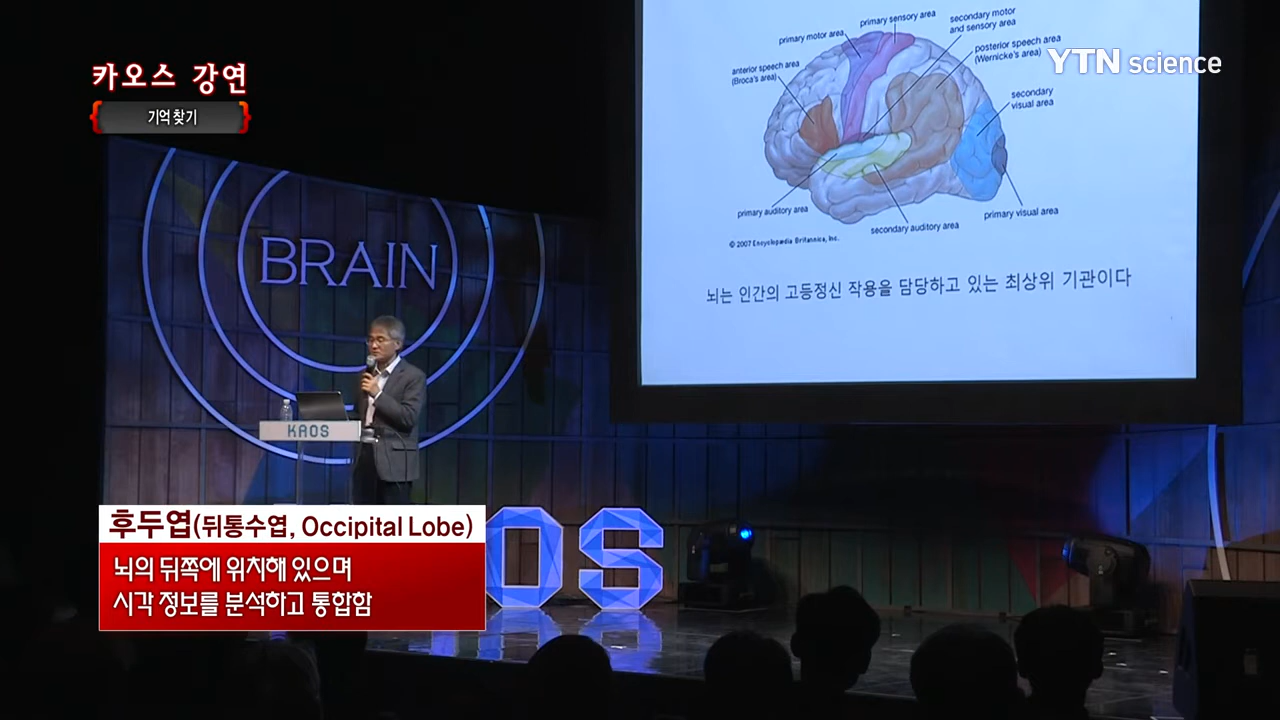 카오스 강연
기억 찾기
YTN science
primary sensory area
secondary motor
and sensory area
primary motor area
posterior speech area
(Wernicke's area)
anterior speech area
(Broca's area)
secondary
visual area
primary auditory area
secondary auditory area
primary visual area
© 2007 Encyclopædia Britannica, Inc.
뇌는 인간의 고등정신 작용을 담당하고 있는 최상위 기관이다
BRAIN
KAOS
OS
후두엽(뒤통수엽, Occipital Lobe)
뇌의 뒤쪽에 위치해 있으며
시각 정보를 분석하고 통합함